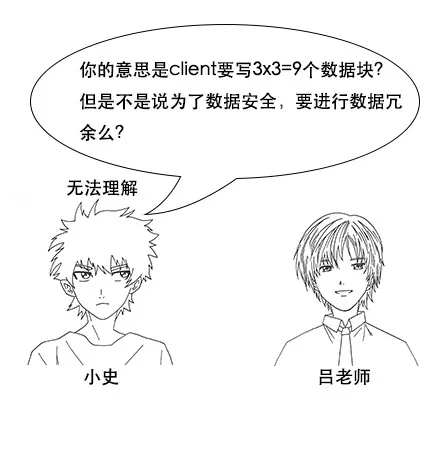 你的意思是client要写3x3=9个数据块?
但是不是说为了数据安全，要进行数据冗
余么?
无法理解
小史
吕老师